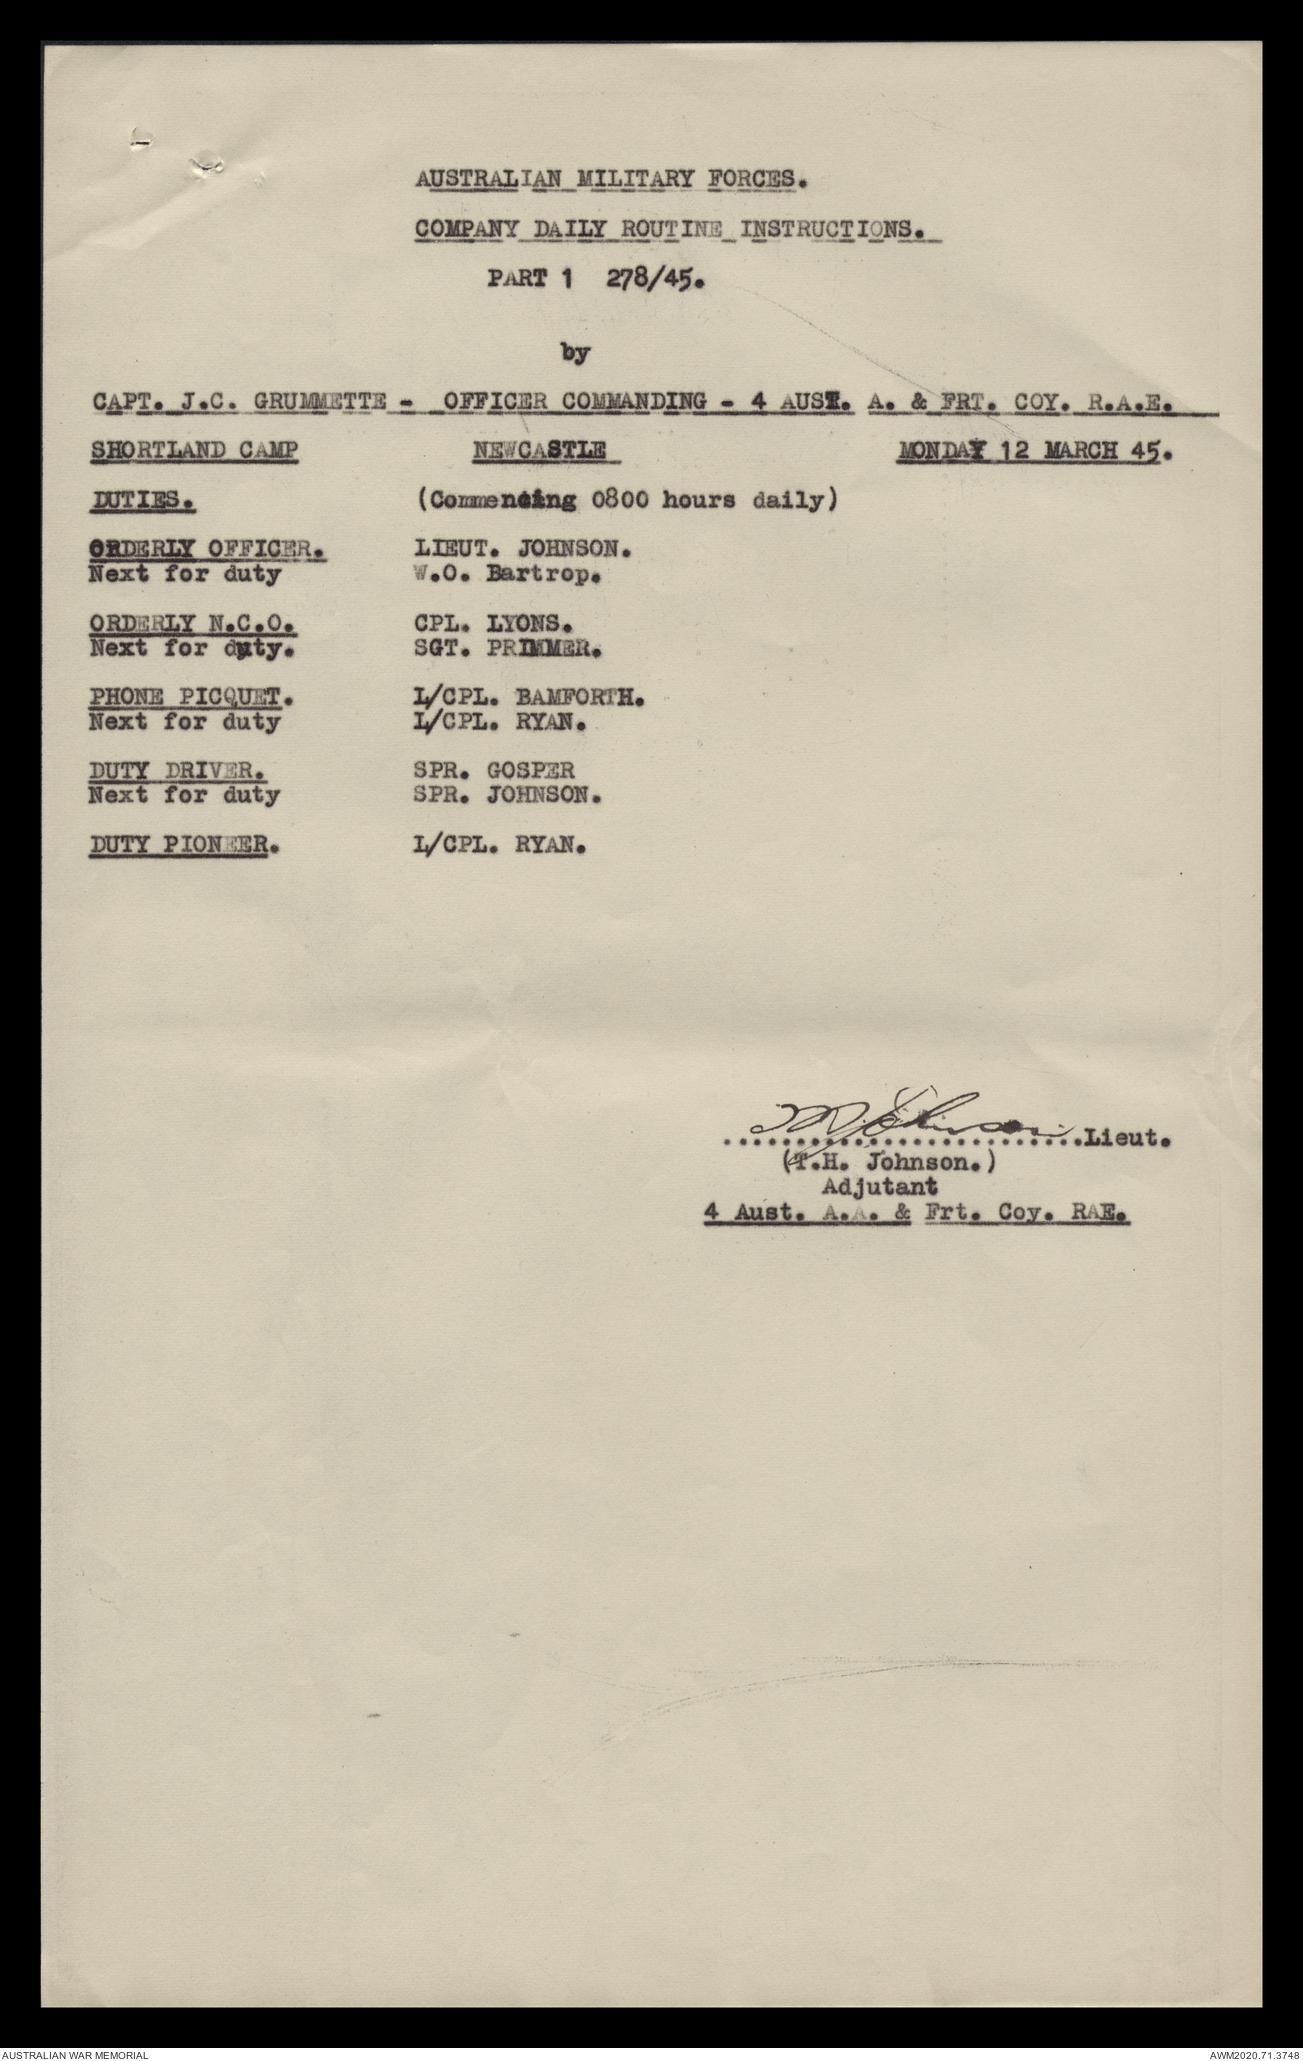 AUSTRALIAN MILITARY FORCES.
COMPANY DAILY ROUTINE INSTRUCTIONS.
PART 1 278/45.
by
CAPT. J.C. GRUMMETTE - OFFICER COMMANDING - 4 AUST. A. & FRT. COY. R.A.E.
SHORTLAND CAMP NEWCASTLE MONDAY 12 MARCH 45.
DUTIES. (Commencing 0800 hours daily)
ORDERLY OFFICER. LIEUT. JOHNSON.
Next for duty W.O. Bartrop.
ORDERLY N.C.O. CPL. LYONS.
Next for duty. SGT. PRIMMER.
PHONE PICQUET. L/CPL. BAMFORTH.
Next for duty L/CPL. RYAN.
DUTY DRIVER. SPR. GOSPER
Next for duty SPR. JOHNSON.
DUTY PIONEER. L/CPL. RYAN.
THJohnson
.........................Lieut.
(T.H. Johnson.)
Adjutant
4 Aust. A.A. & Frt. Coy. RAE.
AUSTRALIAN WAR MEMORIAL AWM2020.71.3748